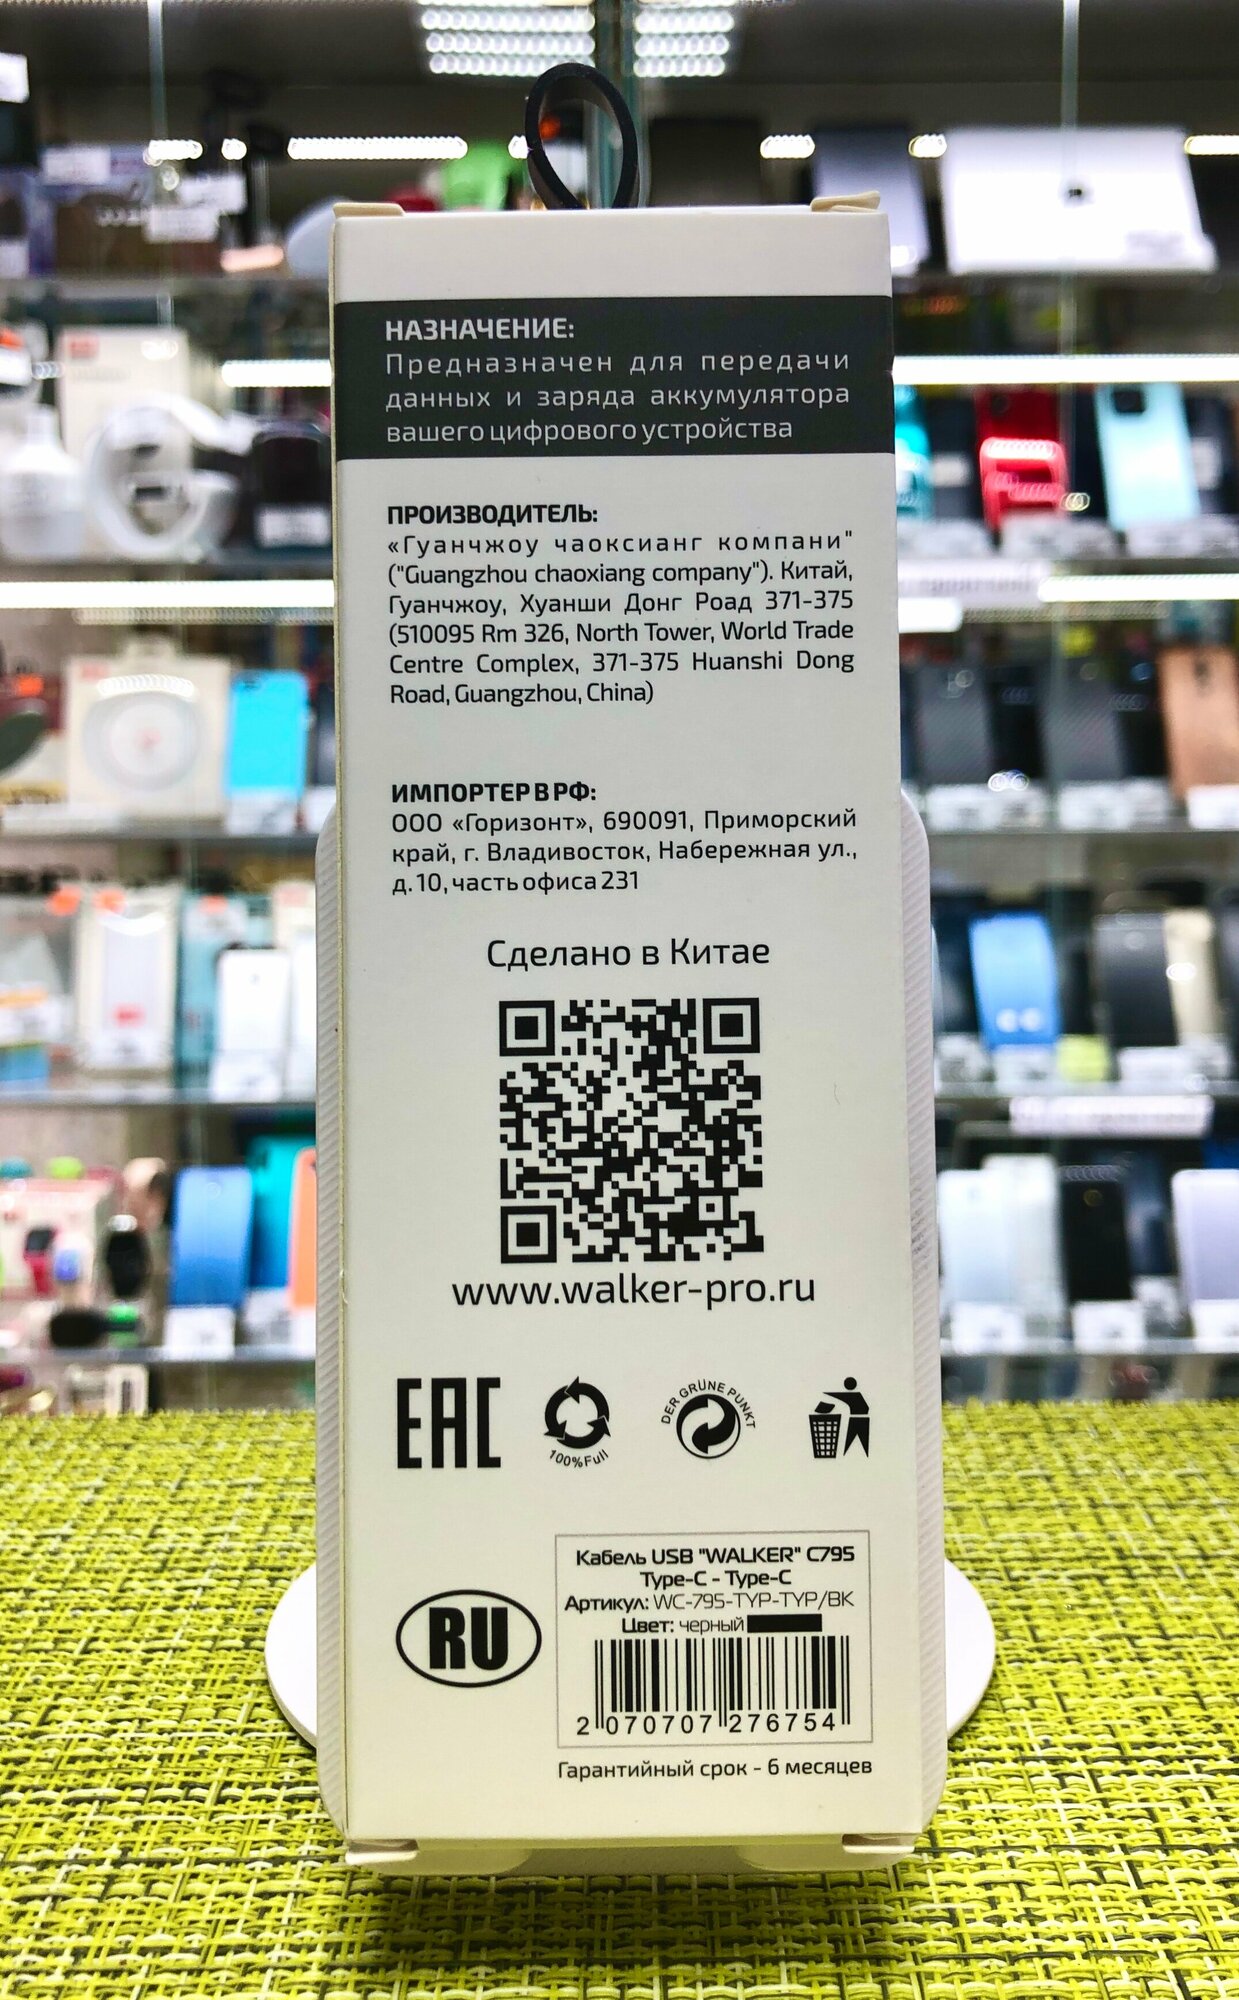 НАЗНАЧЕНИЕ:
Предназначен для передачи
данных и заряда аккумулятора
вашего цифрового устройства
ПРОИЗВОДИТЕЛЬ:
«Гуанчжоу чаоксианг компани"
("Guangzhou chaoxiang company"). Китай,
Гуанчжоу, Хуанши Донг Роад 371-375
(510095 Rm 326, North Tower, World Trade
Centre Complex, 371-375 Huanshi Dong
Road, Guangzhou, China)
ИМПОРТЕР В РФ:
ООО «Горизонт», 690091, Приморский
край, г. Владивосток, Набережная ул.,
д. 10, часть офиса 231
Сделано в Китае
www.walker-pro.ru
EAC
100%Full
DER GRÜNE PUNKT
RU
Кабель USB "WALKER" C795
Type-C - Type-C
Артикул: WC-795-TYP-TYP/BK
Цвет: черный
2 070707 276754
Гарантийный срок - 6 месяцев